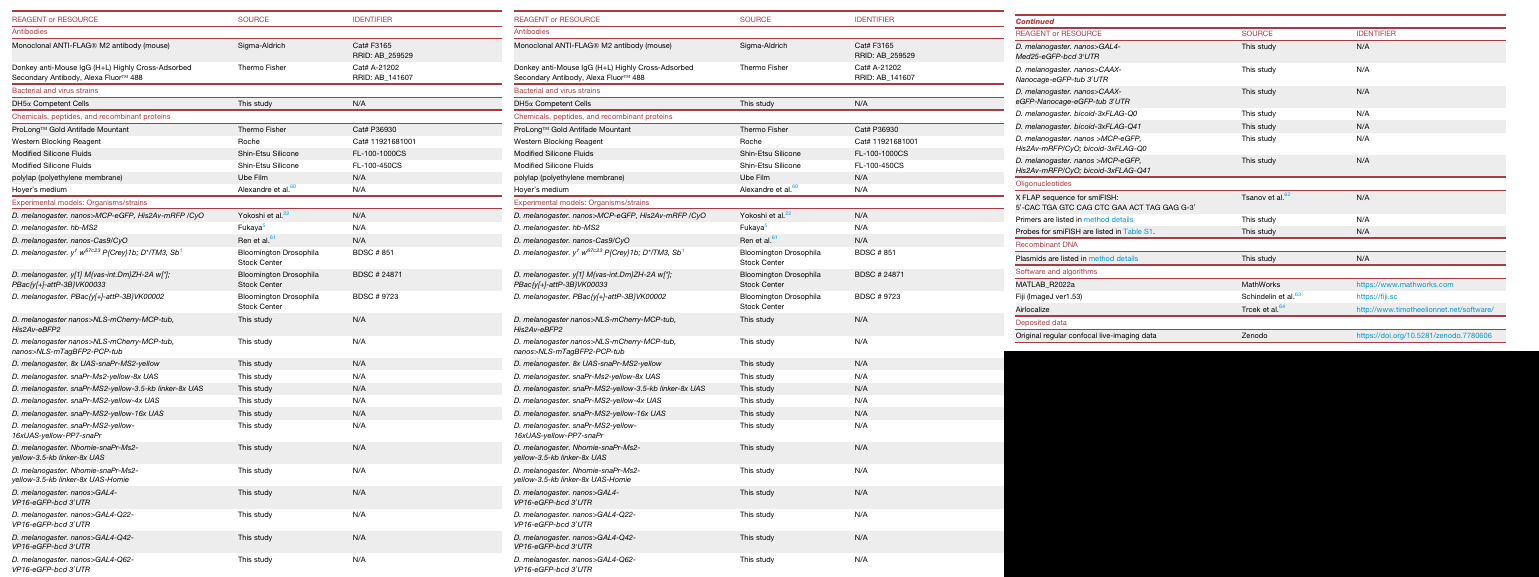 REAGENT or RESOURCE SOURCE IDENTIFIER
Antibodies
Monoclonal ANTI-FLAG® M2 antibody (mouse) Sigma-Aldrich Cat# F3165
RRID: AB_259529
Donkey anti-Mouse IgG (H+L) Highly Cross-Adsorbed Thermo Fisher Cat# A-21202
Secondary Antibody, Alexa Fluor™ 488 RRID: AB_141607
Bacterial and virus strains
DH5α Competent Cells This study N/A
Chemicals, peptides, and recombinant proteins
ProLong™ Gold Antifade Mountant Thermo Fisher Cat# P36930
Western Blocking Reagent Roche Cat# 11921681001
Modified Silicone Fluids Shin-Etsu Silicone FL-100-1000CS
Modified Silicone Fluids Shin-Etsu Silicone FL-100-450CS
polylap (polyethylene membrane) Ube Film N/A
Hoyer's medium Alexandre et al.60 N/A
Experimental models: Organisms/strains
D. melanogaster. nanos>MCP-eGFP, His2Av-mRFP /CyO Yokoshi et al.22 N/A
D. melanogaster. hb-MS2 Fukaya5 N/A
D. melanogaster. nanos-Cas9/CyO Ren et al.61 N/A
D. melanogaster. y1 w67c23 P{Crey}1b; D*/TM3, Sb1 Bloomington Drosophila BDSC # 851
Stock Center
D. melanogaster. y[1] M{vas-int.Dm}ZH-2A w[*]; Bloomington Drosophila BDSC # 24871
PBac{y[+]-attP-3B}VK00033 Stock Center
D. melanogaster. PBac{y[+]-attP-3B}VK00002 Bloomington Drosophila BDSC # 9723
Stock Center
D. melanogaster nanos>NLS-mCherry-MCP-tub, This study N/A
His2Av-eBFP2
D. melanogaster nanos>NLS-mCherry-MCP-tub, This study N/A
nanos>NLS-mTagBFP2-PCP-tub
D. melanogaster. 8x UAS-snaPr-MS2-yellow This study N/A
D. melanogaster. snaPr-Ms2-yellow-8x UAS This study N/A
D. melanogaster. snaPr-MS2-yellow-3.5-kb linker-8x UAS This study N/A
D. melanogaster. snaPr-MS2-yellow-4x UAS This study N/A
D. melanogaster. snaPr-MS2-yellow-16x UAS This study N/A
D. melanogaster. snaPr-MS2-yellow- This study N/A
16xUAS-yellow-PP7-snaPr
D. melanogaster. Nhomie-snaPr-Ms2- This study N/A
yellow-3.5-kb linker-8x UAS
D. melanogaster. Nhomie-snaPr-Ms2- This study N/A
yellow-3.5-kb linker-8x UAS-Homie
D. melanogaster. nanos>GAL4- This study N/A
VP16-eGFP-bcd 3'UTR
D. melanogaster. nanos>GAL4-Q22- This study N/A
VP16-eGFP-bcd 3'UTR
D. melanogaster. nanos>GAL4-Q42- This study N/A
VP16-eGFP-bcd 3'UTR
D. melanogaster. nanos>GAL4-Q62- This study N/A
VP16-eGFP-bcd 3'UTR
REAGENT or RESOURCE SOURCE IDENTIFIER
Antibodies
Monoclonal ANTI-FLAG® M2 antibody (mouse) Sigma-Aldrich Cat# F3165
RRID: AB_259529
Donkey anti-Mouse IgG (H+L) Highly Cross-Adsorbed Thermo Fisher Cat# A-21202
Secondary Antibody, Alexa Fluor™ 488 RRID: AB_141607
Bacterial and virus strains
DH5α Competent Cells This study N/A
Chemicals, peptides, and recombinant proteins
ProLong™ Gold Antifade Mountant Thermo Fisher Cat# P36930
Western Blocking Reagent Roche Cat# 11921681001
Modified Silicone Fluids Shin-Etsu Silicone FL-100-1000CS
Modified Silicone Fluids Shin-Etsu Silicone FL-100-450CS
polylap (polyethylene membrane) Ube Film N/A
Hoyer's medium Alexandre et al.60 N/A
Experimental models: Organisms/strains
D. melanogaster. nanos>MCP-eGFP, His2Av-mRFP /CyO Yokoshi et al.22 N/A
D. melanogaster. hb-MS2 Fukaya5 N/A
D. melanogaster. nanos-Cas9/CyO Ren et al.61 N/A
D. melanogaster. y1 w67c23 P{Crey}1b; D*/TM3, Sb1 Bloomington Drosophila BDSC # 851
Stock Center
D. melanogaster. y[1] M{vas-int.Dm}ZH-2A w[*]; Bloomington Drosophila BDSC # 24871
PBac{y[+]-attP-3B}VK00033 Stock Center
D. melanogaster. PBac{y[+]-attP-3B}VK00002 Bloomington Drosophila BDSC # 9723
Stock Center
D. melanogaster nanos>NLS-mCherry-MCP-tub, This study N/A
His2Av-eBFP2
D. melanogaster nanos>NLS-mCherry-MCP-tub, This study N/A
nanos>NLS-mTagBFP2-PCP-tub
D. melanogaster. 8x UAS-snaPr-MS2-yellow This study N/A
D. melanogaster. snaPr-Ms2-yellow-8x UAS This study N/A
D. melanogaster. snaPr-MS2-yellow-3.5-kb linker-8x UAS This study N/A
D. melanogaster. snaPr-MS2-yellow-4x UAS This study N/A
D. melanogaster. snaPr-MS2-yellow-16x UAS This study N/A
D. melanogaster. snaPr-MS2-yellow- This study N/A
16xUAS-yellow-PP7-snaPr
D. melanogaster. Nhomie-snaPr-Ms2- This study N/A
yellow-3.5-kb linker-8x UAS
D. melanogaster. Nhomie-snaPr-Ms2- This study N/A
yellow-3.5-kb linker-8x UAS-Homie
D. melanogaster. nanos>GAL4- This study N/A
VP16-eGFP-bcd 3'UTR
D. melanogaster. nanos>GAL4-Q22- This study N/A
VP16-eGFP-bcd 3'UTR
D. melanogaster. nanos>GAL4-Q42- This study N/A
VP16-eGFP-bcd 3'UTR
D. melanogaster. nanos>GAL4-Q62- This study N/A
VP16-eGFP-bcd 3'UTR
Continued
REAGENT or RESOURCE SOURCE IDENTIFIER
D. melanogaster. nanos>GAL4- This study N/A
Med25-eGFP-bcd 3'UTR
D. melanogaster. nanos>CAAX- This study N/A
Nanocage-eGFP-tub 3'UTR
D. melanogaster. nanos>CAAX- This study N/A
eGFP-Nanocage-eGFP-tub 3'UTR
D. melanogaster. bicoid-3xFLAG-Q0 This study N/A
D. melanogaster. bicoid-3xFLAG-Q41 This study N/A
D. melanogaster. nanos >MCP-eGFP, This study N/A
His2Av-mRFP/CyO; bicoid-3xFLAG-Q0
D. melanogaster. nanos >MCP-eGFP, This study N/A
His2Av-mRFP/CyO; bicoid-3xFLAG-Q41
Oligonucleotides
X FLAP sequence for smiFISH: Tsanov et al.62 N/A
5'-CAC TGA GTC CAG CTC GAA ACT TAG GAG G-3'
Primers are listed in method details This study N/A
Probes for smiFISH are listed in Table S1. This study N/A
Recombinant DNA
Plasmids are listed in method details This study N/A
Software and algorithms
MATLAB_R2022a MathWorks https://www.mathworks.com
Fiji (ImageJ ver1.53) Schindelin et al.63 https://fiji.sc
Airlocalize Trcek et al.64 http://www.timotheelionnet.net/software/
Deposited data
Original regular confocal live-imaging data Zenodo https://doi.org/10.5281/zenodo.7780606